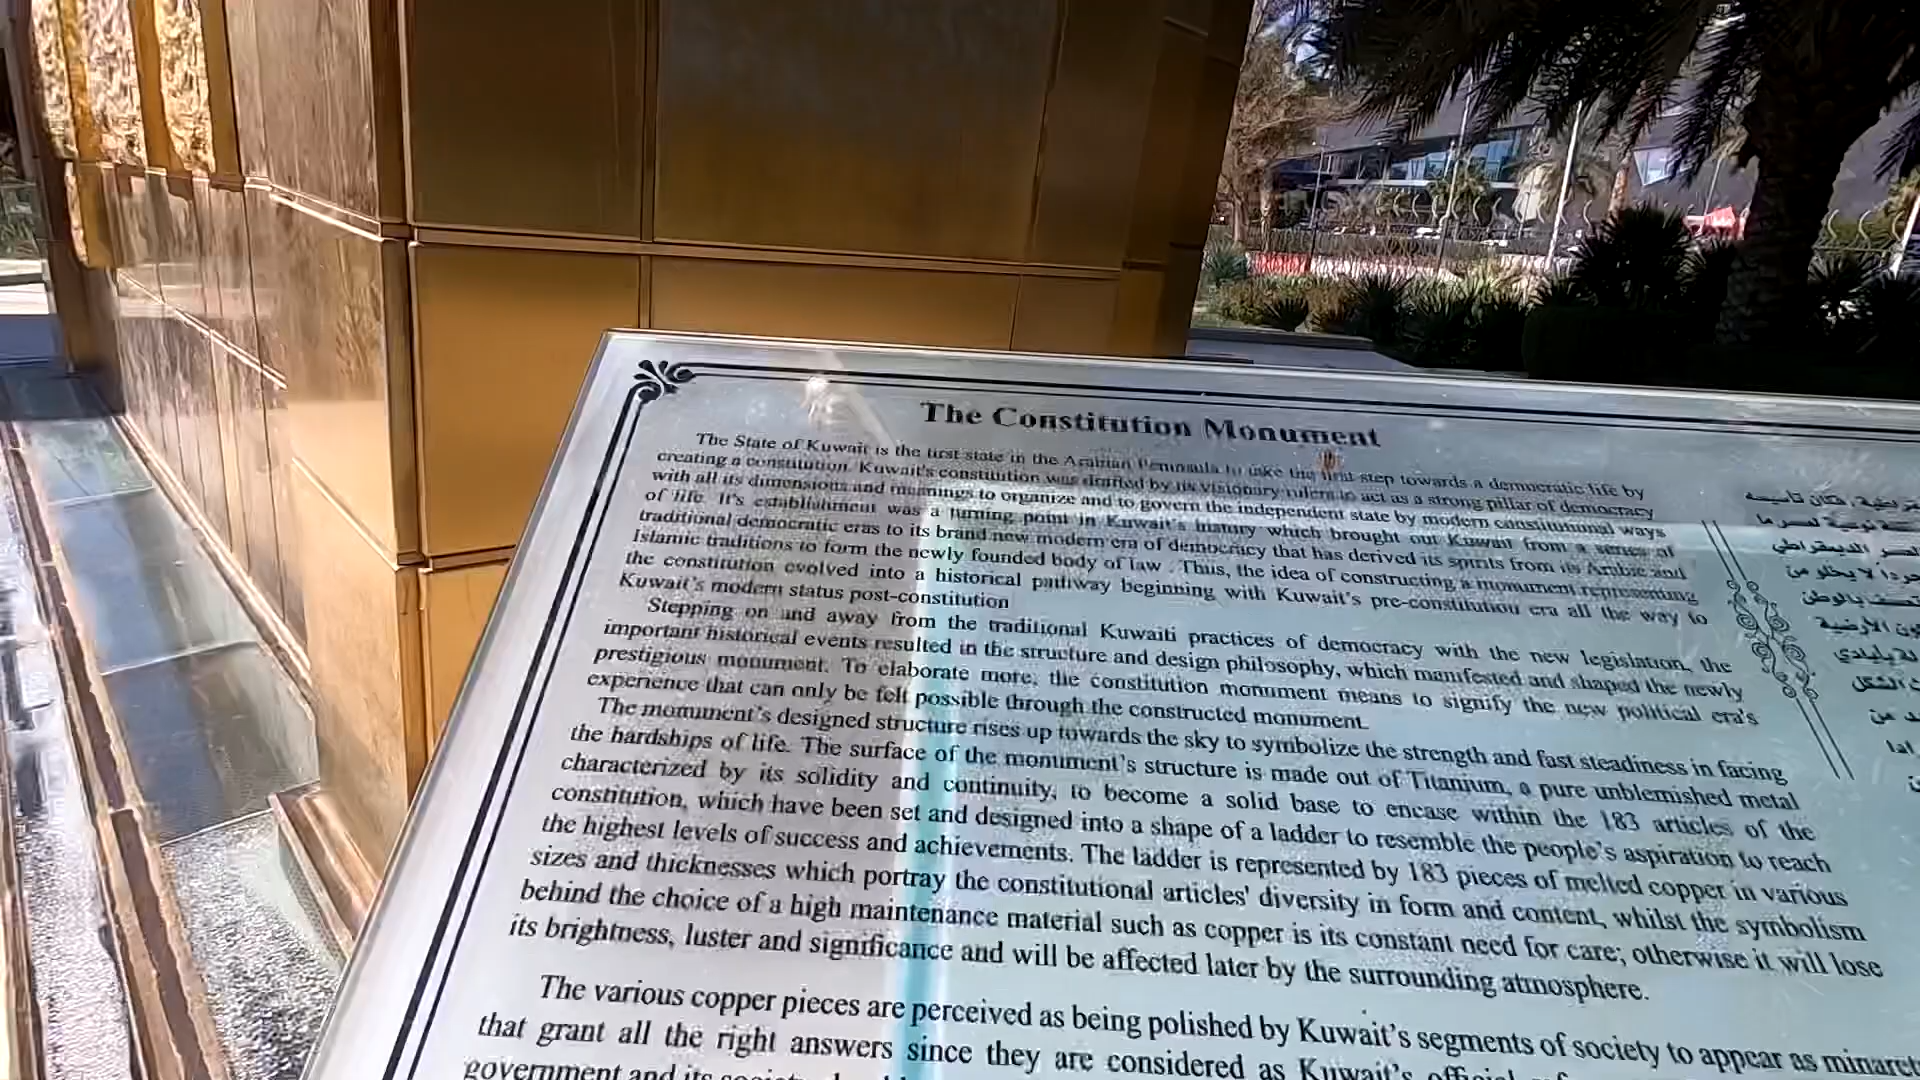 The Constitution Monument
The State of Kuwait is the first state in the Arabian Peninsula to take the first step towards a democratic life by
creating a constitution. Kuwait's constitution was drafted by its visionary rulers to act as a strong pillar of democracy
with all its dimensions and meanings to organize and to govern the independent state by modern constitutional ways
of life. It's establishment was a turning point in Kuwait's history which brought out Kuwait from a series of
traditional democratic eras to its brand new modern era of democracy that has derived its spirits from its Arabic and
Islamic traditions to form the newly founded body of law. Thus, the idea of constructing a monument representing
the constitution evolved into a historical pathway beginning with Kuwait's pre-constitution era all the way to
Kuwait's modern status post-constitution
Stepping on and away from the traditional Kuwaiti practices of democracy with the new legislation, the
important historical events resulted in the structure and design philosophy, which manifested and shaped the newly
prestigious monument. To elaborate more; the constitution monument means to signify the new political era's
experience that can only be felt possible through the constructed monument.
The monument's designed structure rises up towards the sky to symbolize the strength and fast steadiness in facing
the hardships of life. The surface of the monument's structure is made out of Titanium, a pure unblemished metal
characterized by its solidity and continuity, to become a solid base to encase within the 183 articles of the
constitution, which have been set and designed into a shape of a ladder to resemble the people's aspiration to reach
the highest levels of success and achievements. The ladder is represented by 183 pieces of melted copper in various
sizes and thicknesses which portray the constitutional articles' diversity in form and content, whilst the symbolism
behind the choice of a high maintenance material such as copper is its constant need for care; otherwise it will lose
its brightness, luster and significance and will be affected later by the surrounding atmosphere.
The various copper pieces are perceived as being polished by Kuwait's segments of society to appear as
that grant all the right answers since they are considered as Kuwait's
government and its
فكان تأسيسه
لعصر ما
العصر الديمقراطي
لا يخلو من
بالوطن
الأرضية
الشكل
من